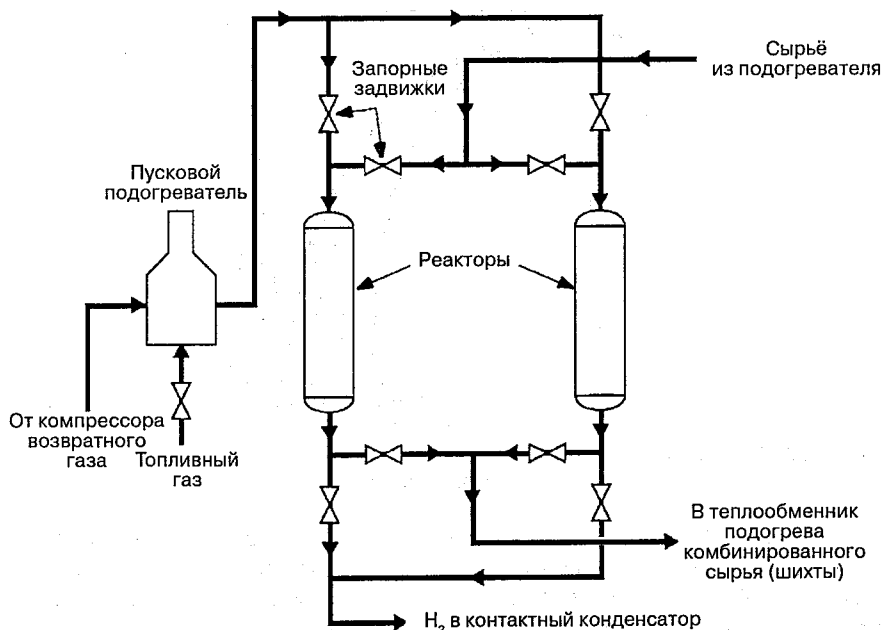 Сырьё
из подогревателя
Запорные
задвижки
Пусковой
подогреватель
Реакторы
От компрессора
возвратного
газа
Топливный
газ
В теплообменник
подогрева
комбинированного
сырья (шихты)
H₂ в контактный конденсатор